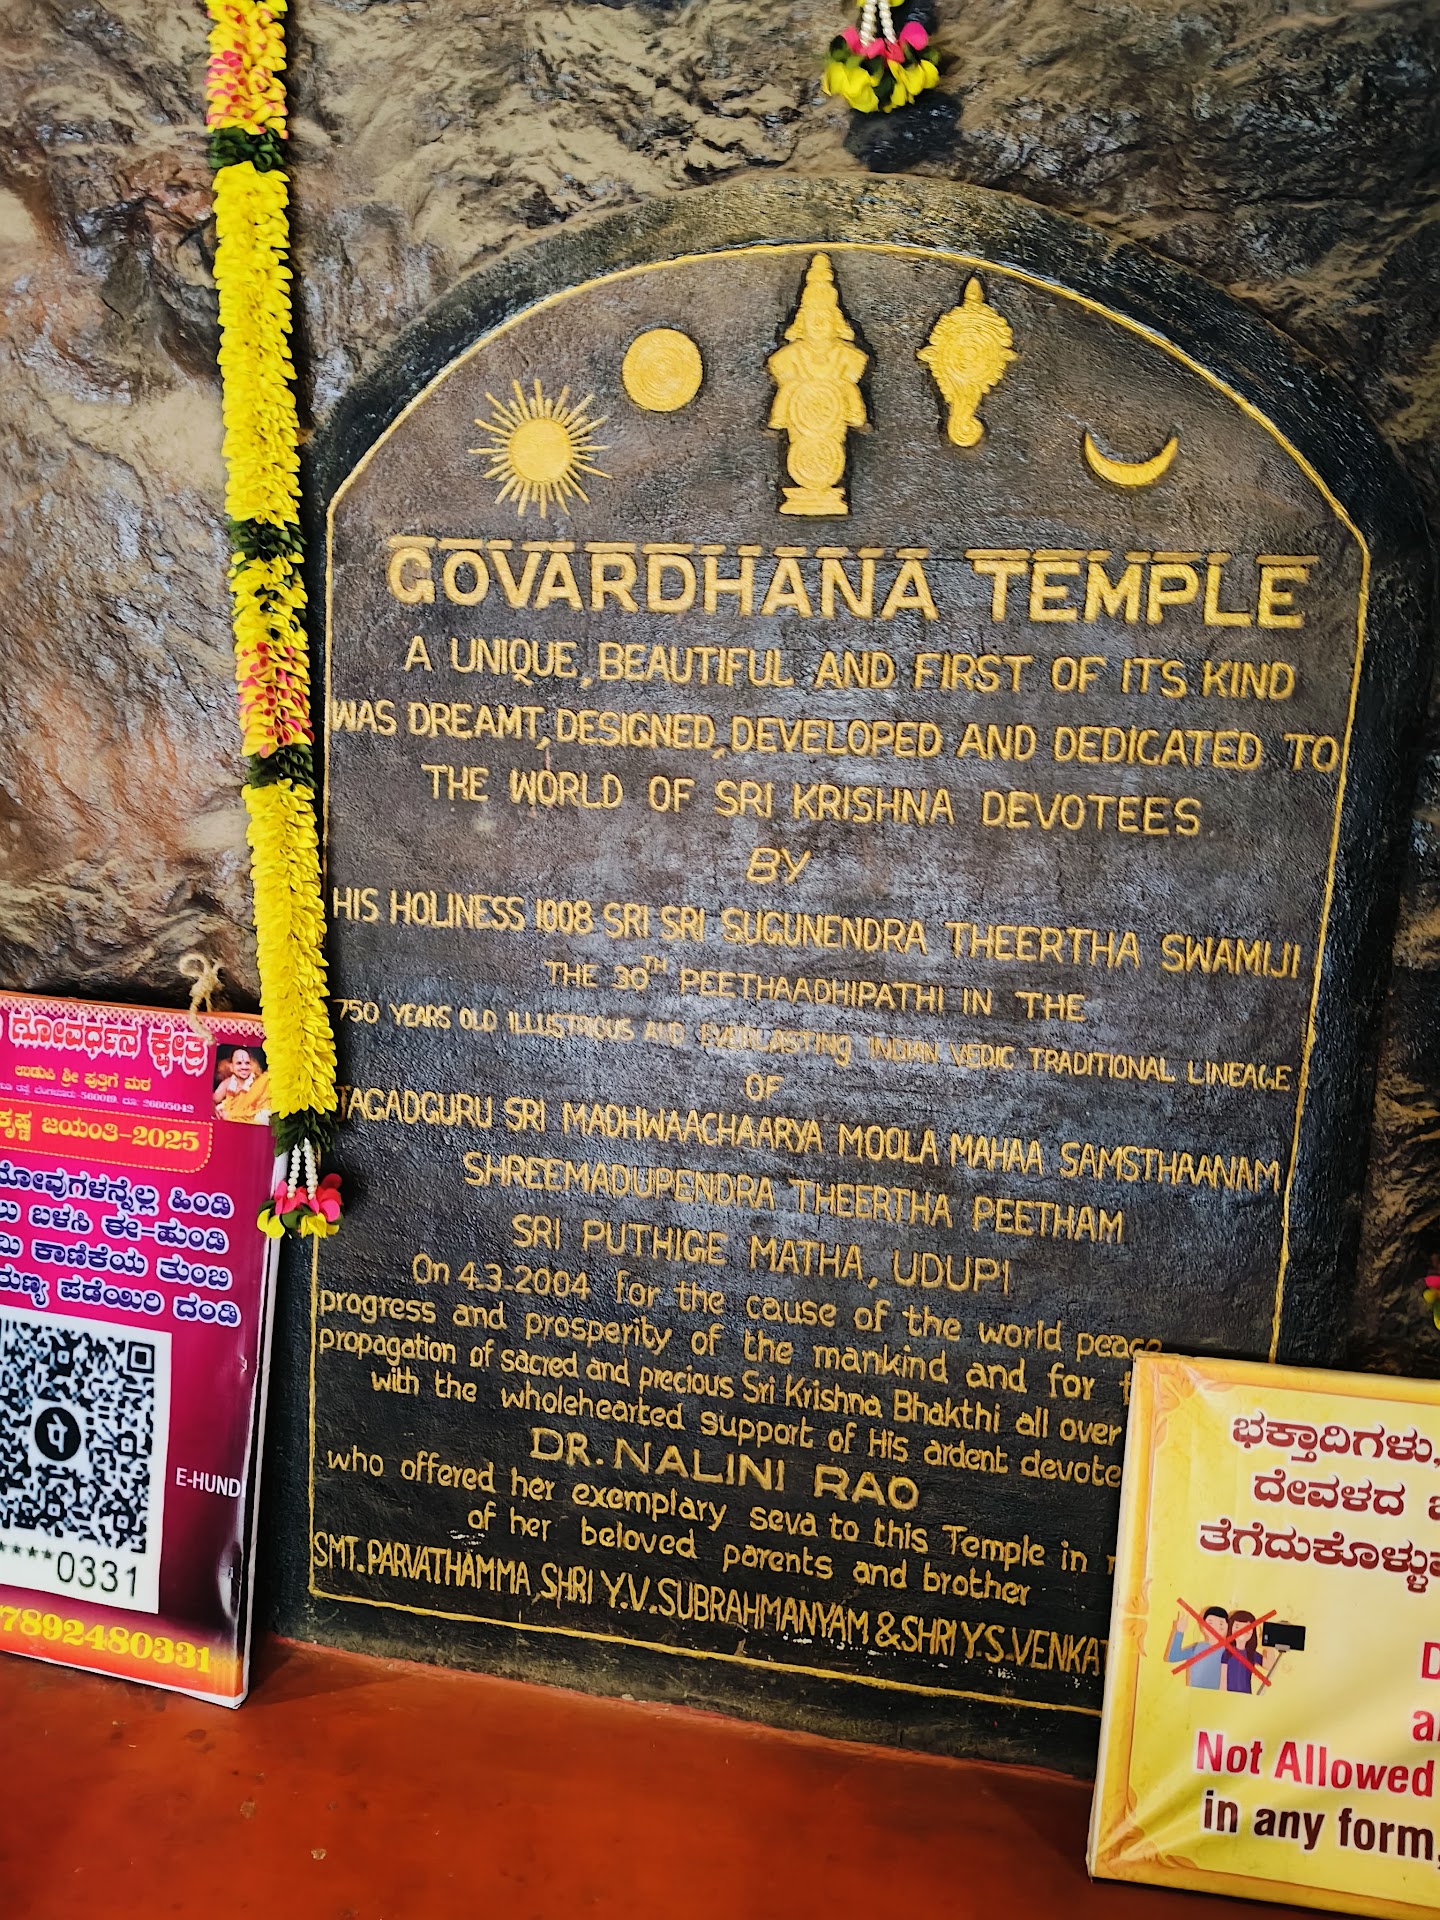 GOVARDHANA TEMPLE
A UNIQUE, BEAUTIFUL AND FIRST OF ITS KIND
WAS DREAMT, DESIGNED, DEVELOPED AND DEDICATED TO
THE WORLD OF SRI KRISHNA DEVOTEES
BY
HIS HOLINESS 1008 SRI SRI SUGUNENDRA THEERTHA SWAMIJI
THE 30TH PEETHAADHIPATHI IN THE
750 YEARS OLD ILLUSTRIOUS AND EVERLASTING INDIAN VEDIC TRADITIONAL LINEAGE
OF
JAGADGURU SRI MADHWAACHAARYA MOOLA MAHAA SAMSTHAANAM
SHREEMADUPENDRA THEERTHA PEETHAM
SRI PUTHIGE MATHA, UDUPI
On 4.3.2004 for the cause of the world peace
progress and prosperity of the mankind and for
propagation of sacred and precious Sri Krishna Bhakthi all over
with the wholehearted support of His ardent
DR. NALINI RAO
who offered her exemplary seva to this Temple in
of her beloved parents and brother
SMT. PARVATHAMMA, SHRI Y.V. SUBRAHMANYAM & SHRI Y.S.
ಗೋವರ್ಧನ ಕ್ಷೇತ್ರ
ಉಡುಪಿ ಶ್ರೀ ಪುತ್ತಿಗೆ ಮಠ
560019, ದೂ: 26605042
ಕೃಷ್ಣ ಜಯಂತಿ-2025
ಹಿಂಡಿ
ಬಳಸಿ ಈ-ಹುಂಡಿ
ಕಾಣಿಕೆಯ ತುಂಬಿ
ಪಡೆಯಿರಿ ದಂಡಿ
E-HUND
****0331
7892480331
ಭಕ್ತಾದಿಗಳು,
ದೇವಳದ
Not Allowed
in any form,